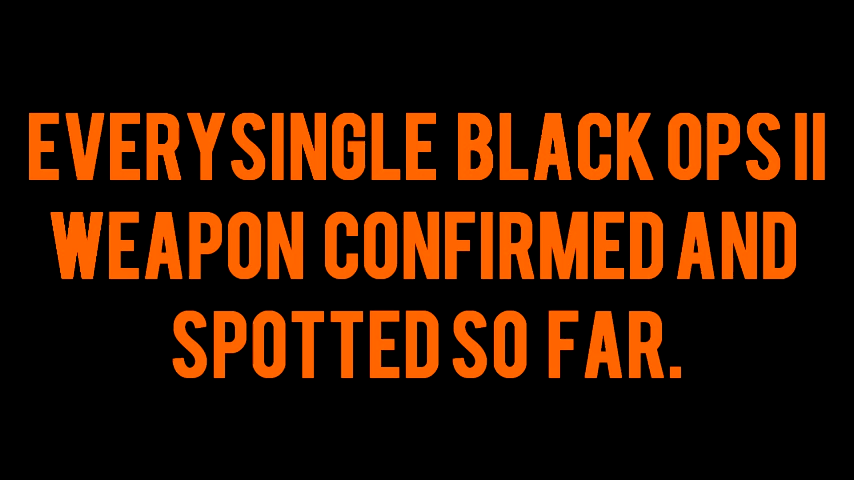 EVERYSINGLE BLACK OPS II
WEAPON CONFIRMED AND
SPOTTED SO FAR.